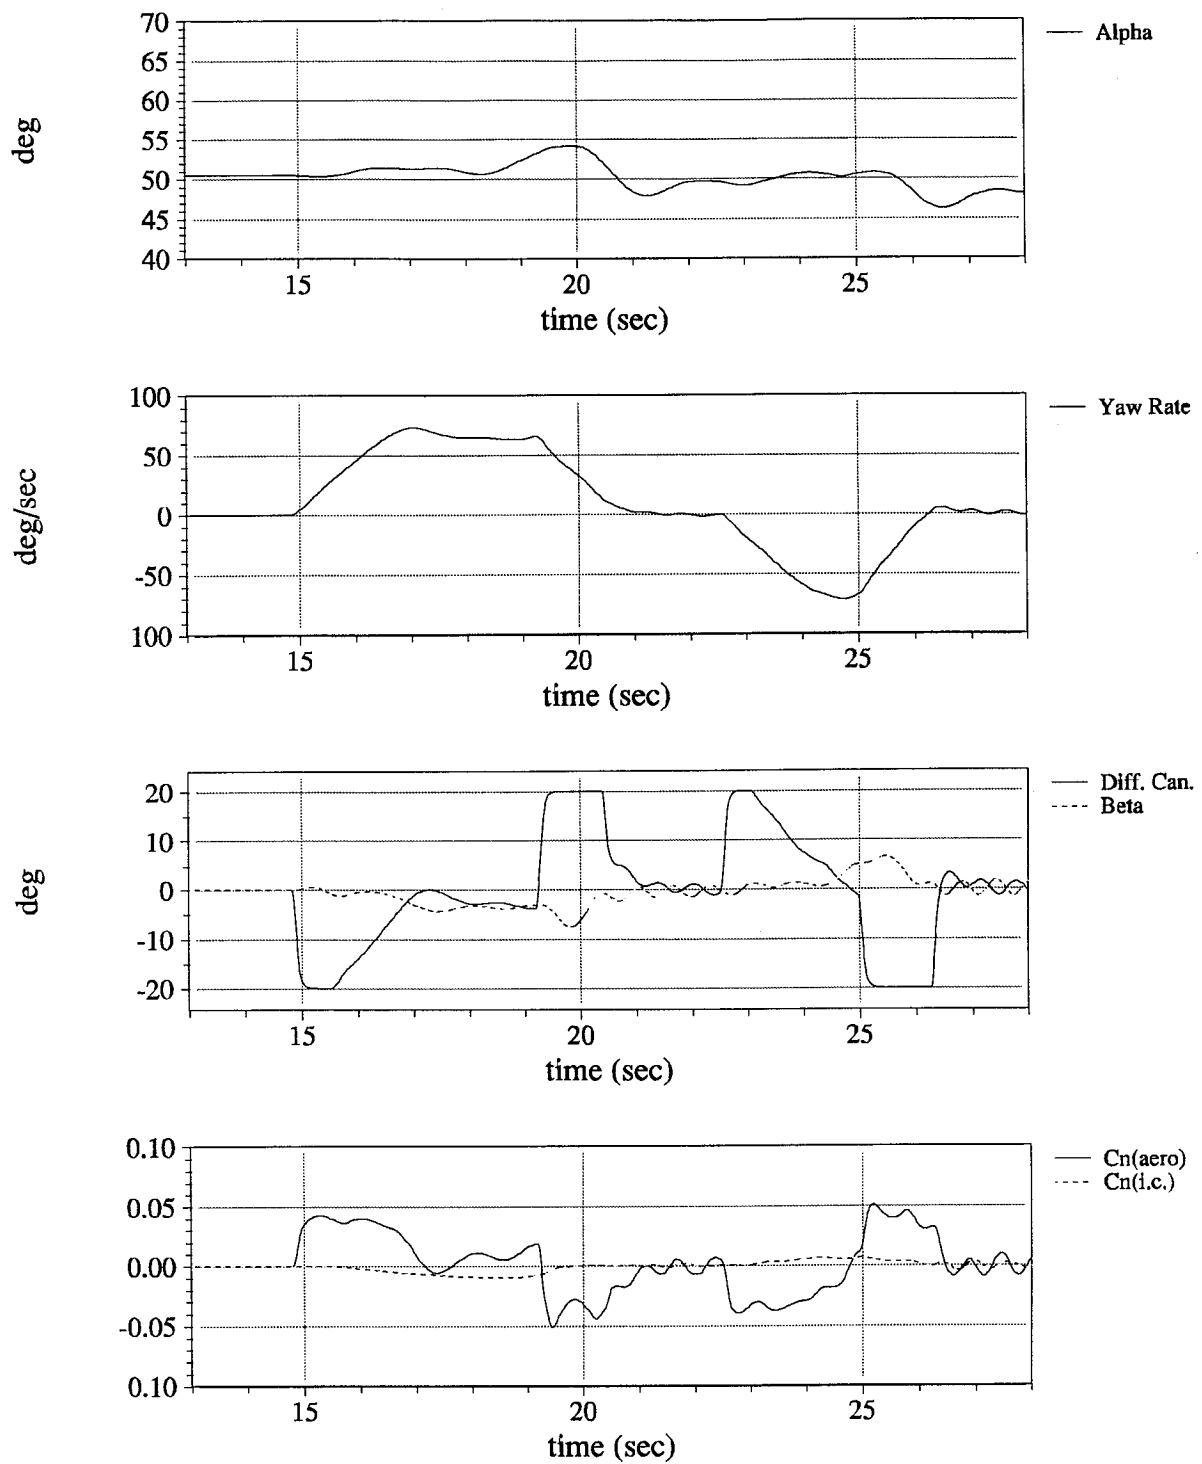 70
65
60
55
50
45
40
deg
15 20 25
time (sec)
Alpha
100
50
0
-50
100
deg/sec
15 20 25
time (sec)
Yaw Rate
20
10
0
-10
-20
deg
15 20 25
time (sec)
Diff. Can.
Beta
0.10
0.05
0.00
-0.05
0.10
15 20 25
time (sec)
Cn(aero)
Cn(i.c.)